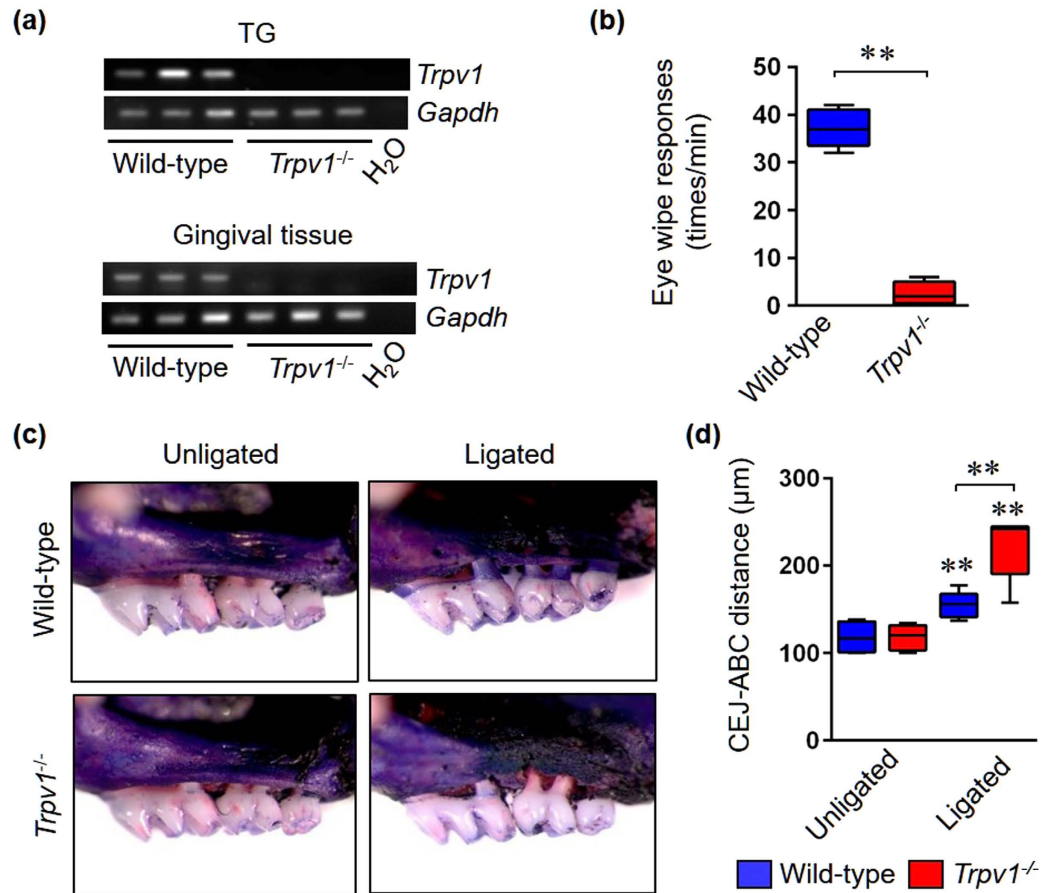 (a)
TG
Trpv1
Gapdh
Wild-type Trpv1-/- H2O
Gingival tissue
Trpv1
Gapdh
Wild-type Trpv1-/- H2O
(b)
Eye wipe responses
(times/min)
**
50
40
30
20
10
0
Wild-type
Trpv1-/-
(c)
Unligated Ligated
Wild-type
Trpv1-/-
(d)
CEJ-ABC distance (µm)
300
200
100
0
**
**
**
Unligated
Ligated
Wild-type Trpv1-/-